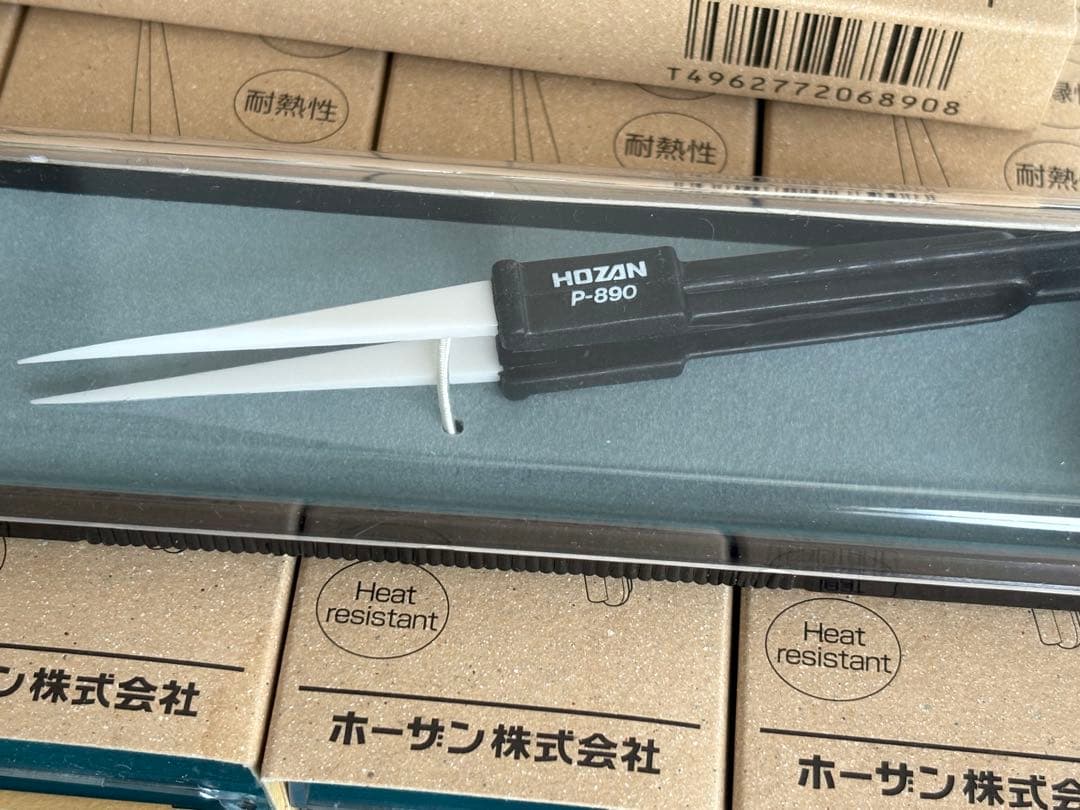 T4962772068908
耐熱性
耐熱性
耐熱
HOZAN
P-890
Heat
resistant
Heat
resistant
ン株式会社
ホーザン株式会社
ホーザン株式会